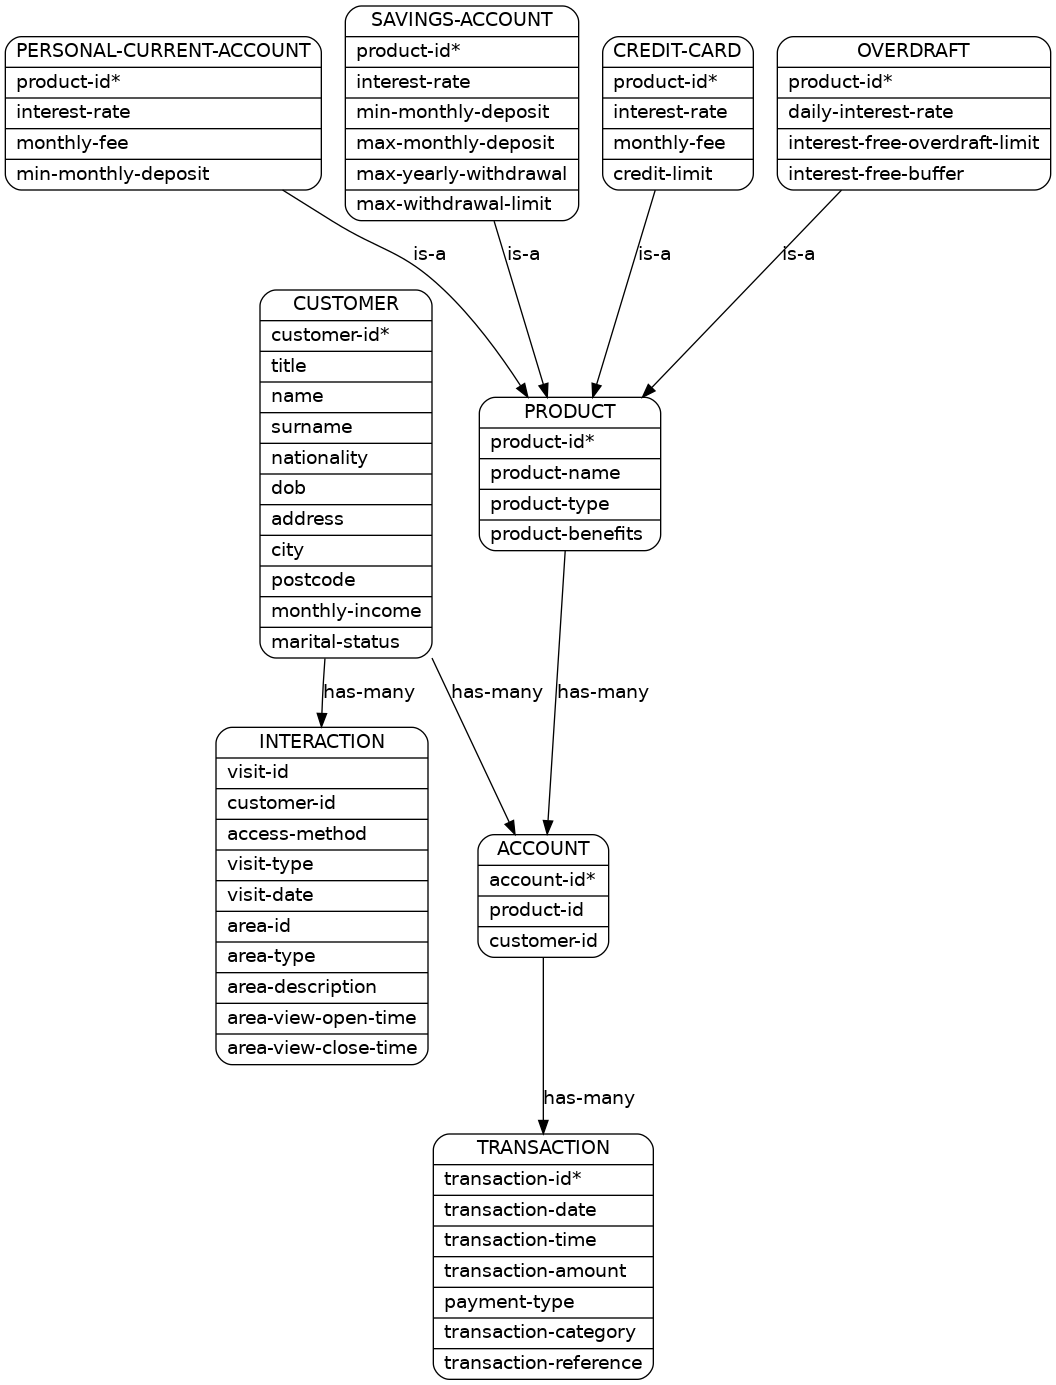 PERSONAL-CURRENT-ACCOUNT
product-id*
interest-rate
monthly-fee
min-monthly-deposit
SAVINGS-ACCOUNT
product-id*
interest-rate
min-monthly-deposit
max-monthly-deposit
max-yearly-withdrawal
max-withdrawal-limit
CREDIT-CARD
product-id*
interest-rate
monthly-fee
credit-limit
OVERDRAFT
product-id*
daily-interest-rate
interest-free-overdraft-limit
interest-free-buffer
is-a
is-a
is-a
is-a
CUSTOMER
customer-id*
title
name
surname
nationality
dob
address
city
postcode
monthly-income
marital-status
PRODUCT
product-id*
product-name
product-type
product-benefits
has-many
has-many
has-many
INTERACTION
visit-id
customer-id
access-method
visit-type
visit-date
area-id
area-type
area-description
area-view-open-time
area-view-close-time
ACCOUNT
account-id*
product-id
customer-id
has-many
TRANSACTION
transaction-id*
transaction-date
transaction-time
transaction-amount
payment-type
transaction-category
transaction-reference